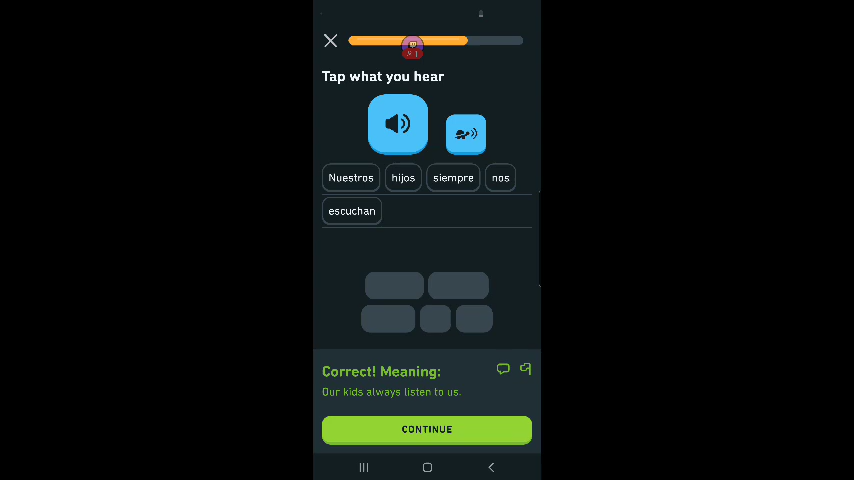 Tap what you hear
Nuestros hijos siempre nos
escuchan
Correct! Meaning:
Our kids always listen to us.
CONTINUE